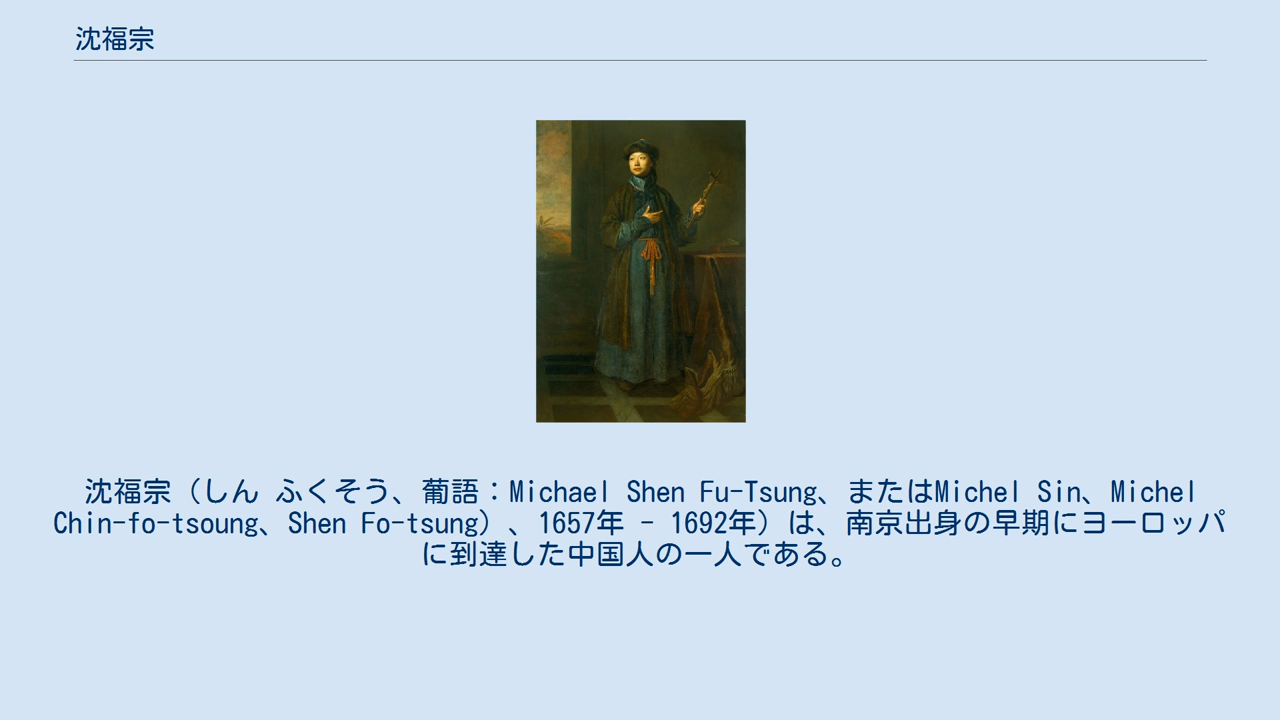 沈福宗
沈福宗（しん ふくそう、葡語：Michael Shen Fu-Tsung、またはMichel Sin、Michel
Chin-fo-tsoung、Shen Fo-tsung）、1657年 - 1692年）は、南京出身の早期にヨーロッパ
に到達した中国人の一人である。